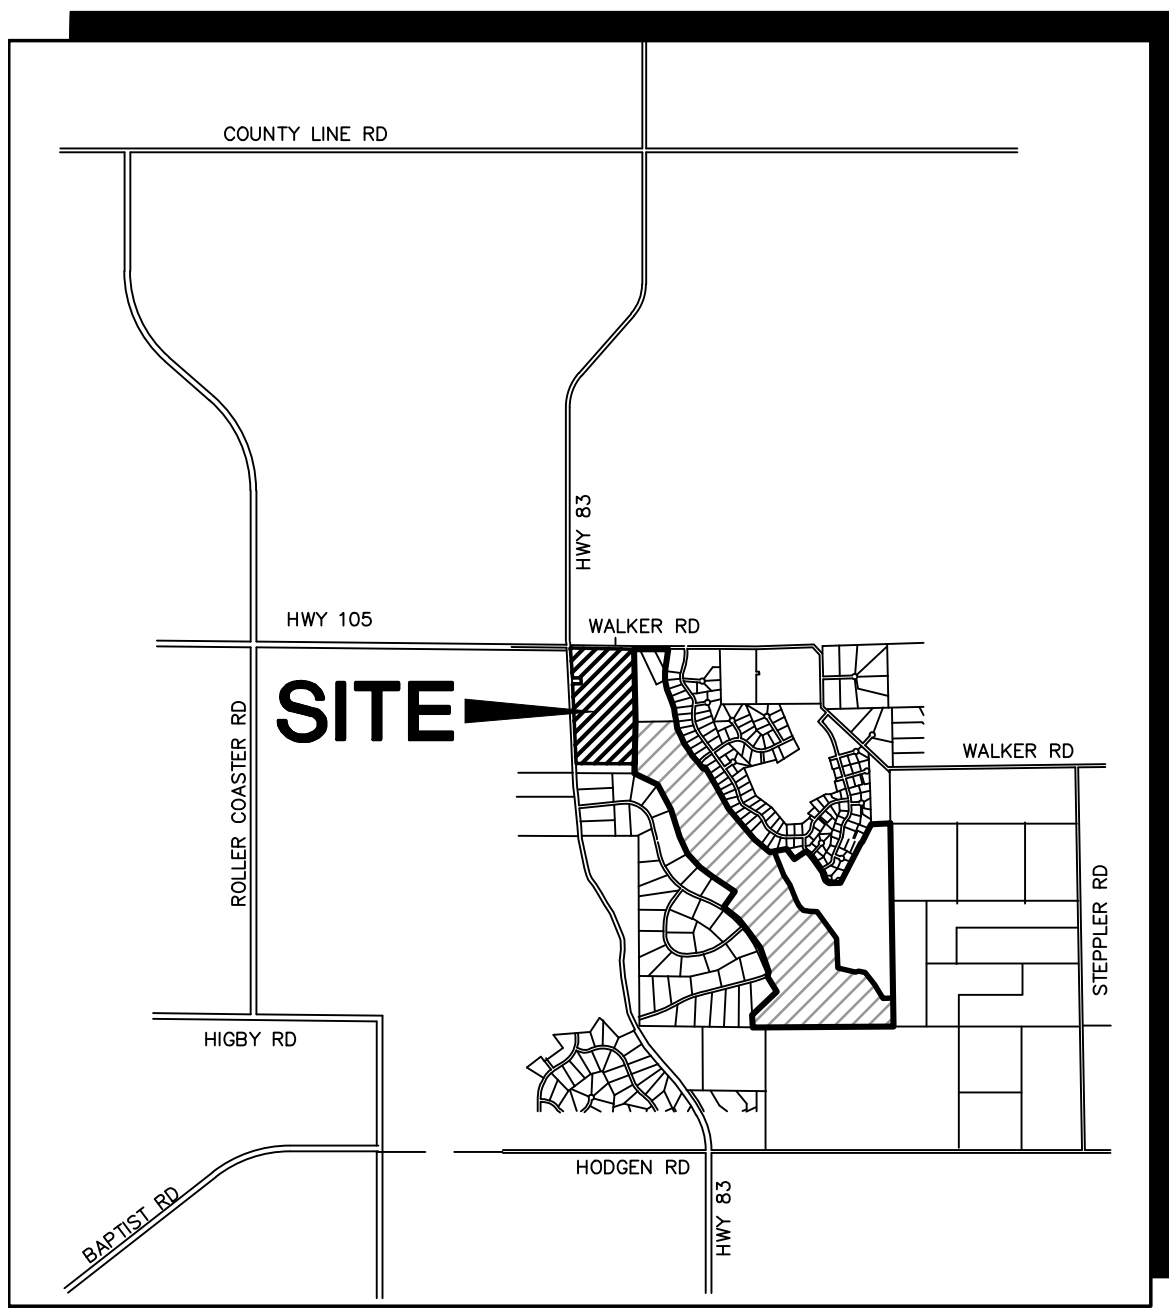 COUNTY LINE RD
HWY 83
HWY 105
WALKER RD
SITE
ROLLER COASTER RD
WALKER RD
STEPPLER RD
HIGBY RD
HODGEN RD
BAPTIST RD
HWY 83